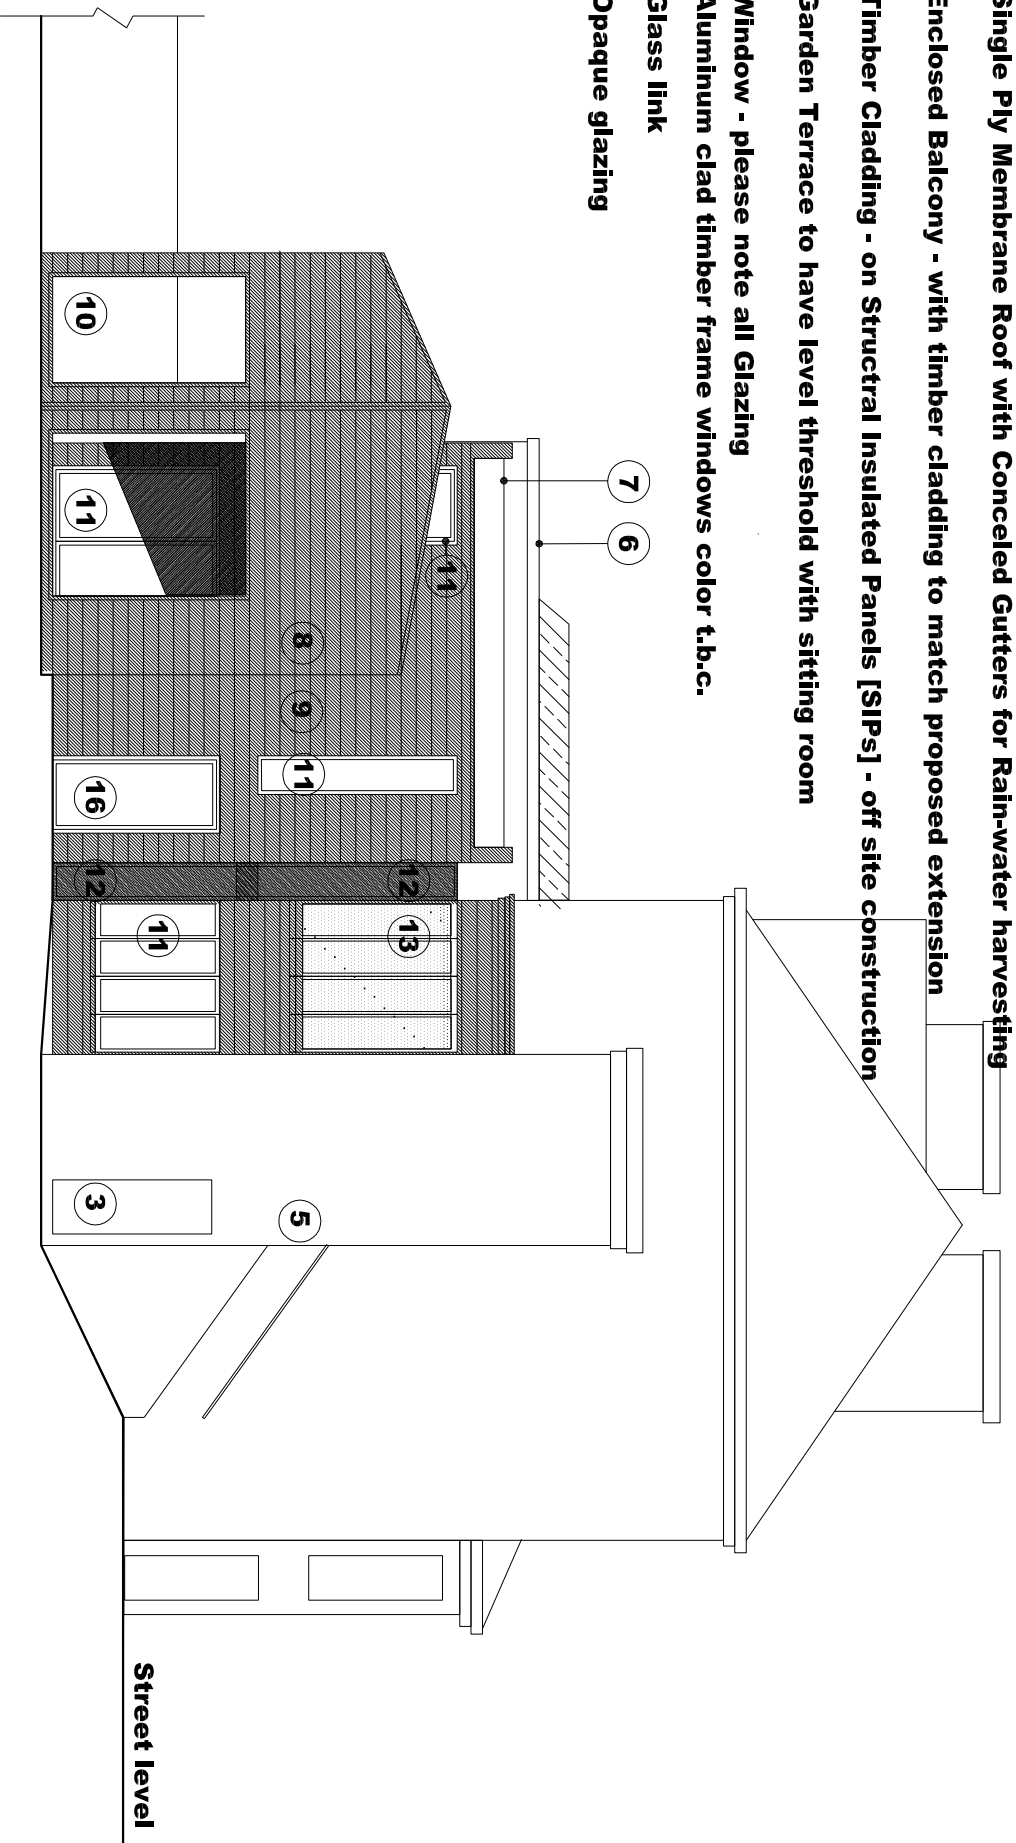 Single Ply Membrane Roof with Conceled Gutters for Rain-water harvesting
Enclosed Balcony - with timber cladding to match proposed extension
Timber Cladding - on Structral Insulated Panels [SIPs] - off site construction
Garden Terrace to have level threshold with sitting room
Window - please note all Glazing
Aluminum clad timber frame windows color t.b.c.
Glass link
Opaque glazing
7
6
11
8
9
11
12
13
5
10
11
16
12
11
3
Street level